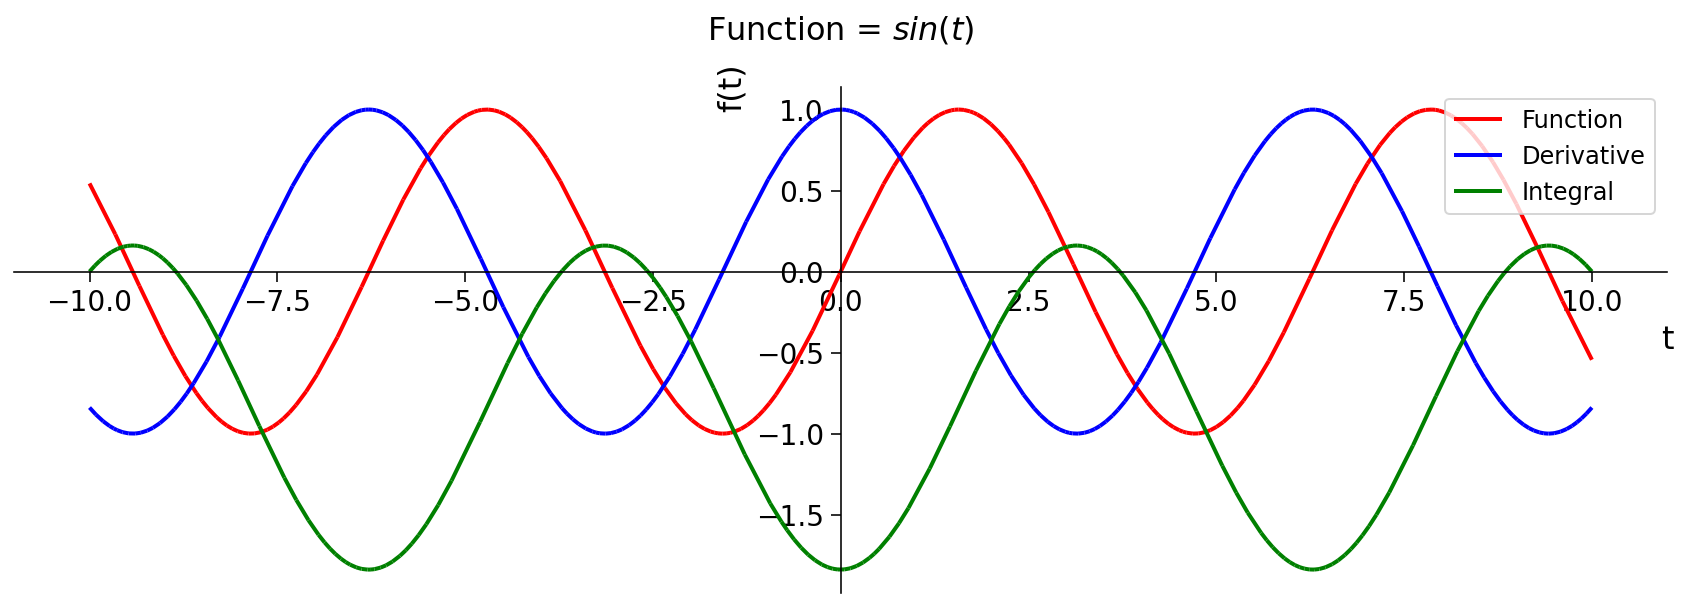 Function = sin(t)
f(t)
1.0
0.5
0.0
−0.5
−1.0
−1.5
−10.0 −7.5 −5.0 −2.5 0.0 2.5 5.0 7.5 10.0
t
Function
Derivative
Integral